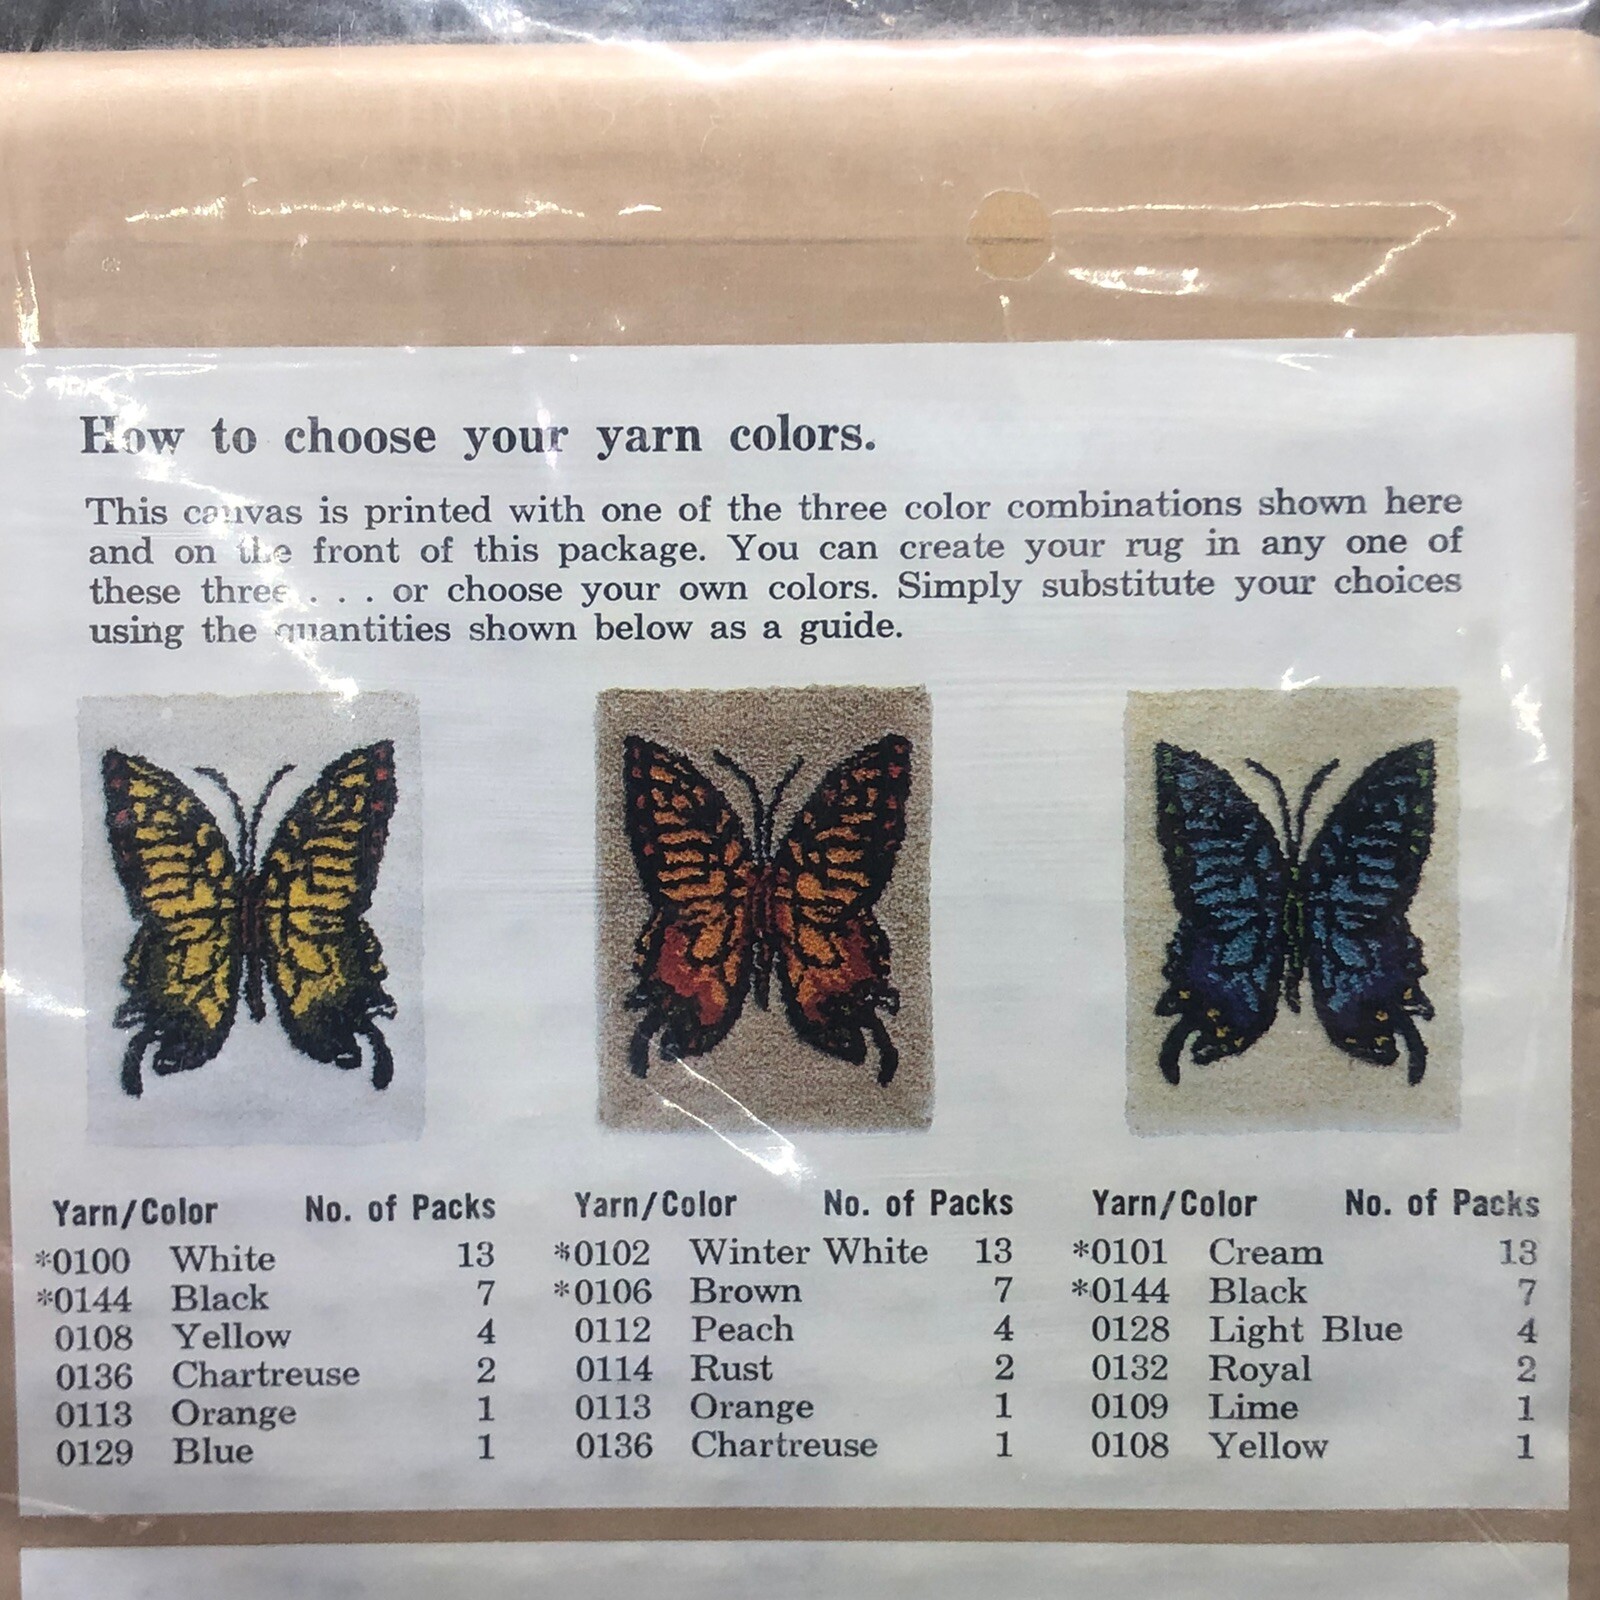 How to choose your yarn colors.
This canvas is printed with one of the three color combinations shown here
and on the front of this package. You can create your rug in any one of
these three . . . or choose your own colors. Simply substitute your choices
using the quantities shown below as a guide.
Yarn/Color No. of Packs
*0100 White 13
*0144 Black 7
0108 Yellow 4
0136 Chartreuse 2
0113 Orange 1
0129 Blue 1
Yarn/Color No. of Packs
*0102 Winter White 13
*0106 Brown 7
0112 Peach 4
0114 Rust 2
0113 Orange 1
0136 Chartreuse 1
Yarn/Color No. of Packs
*0101 Cream 13
*0144 Black 7
0128 Light Blue 4
0132 Royal 2
0109 Lime 1
0108 Yellow 1